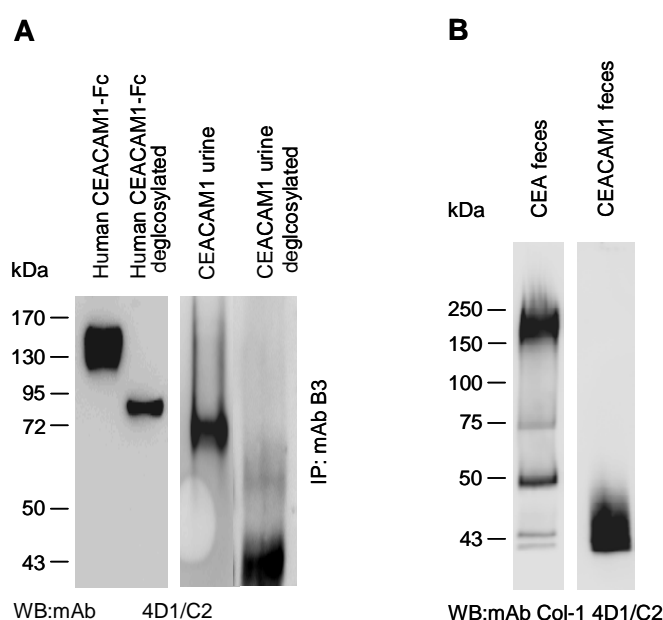 A
Human CEACAM1-Fc
Human CEACAM1-Fc
deglcosylated
CEACAM1 urine
CEACAM1 urine
deglcosylated
kDa
170
130
95
72
50
43
IP: mAb B3
WB:mAb 4D1/C2
B
CEA feces
CEACAM1 feces
kDa
250
150
100
75
50
43
WB:mAb Col-1 4D1/C2